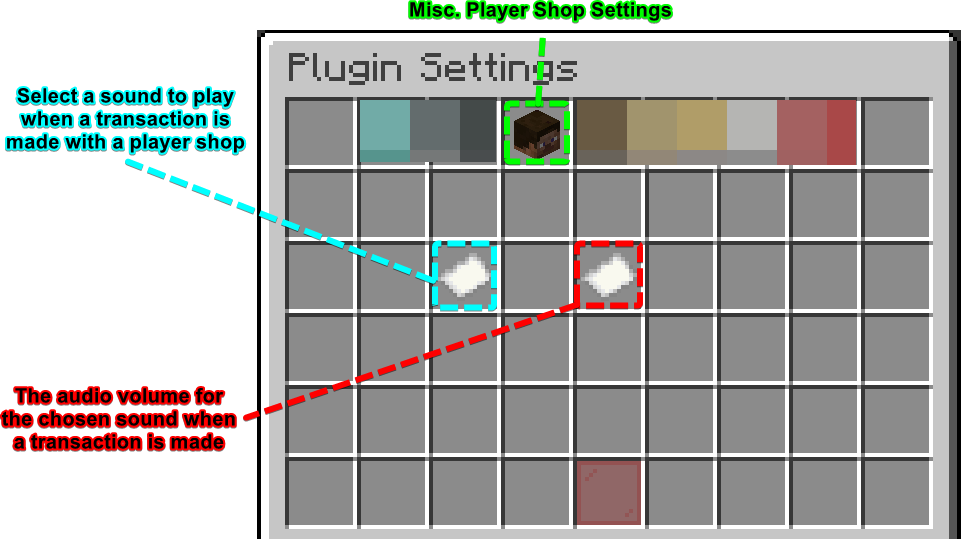 Misc. Player Shop Settings
Plugin Settings
Select a sound to play
when a transaction is
made with a player shop
The audio volume for
the chosen sound when
a transaction is made